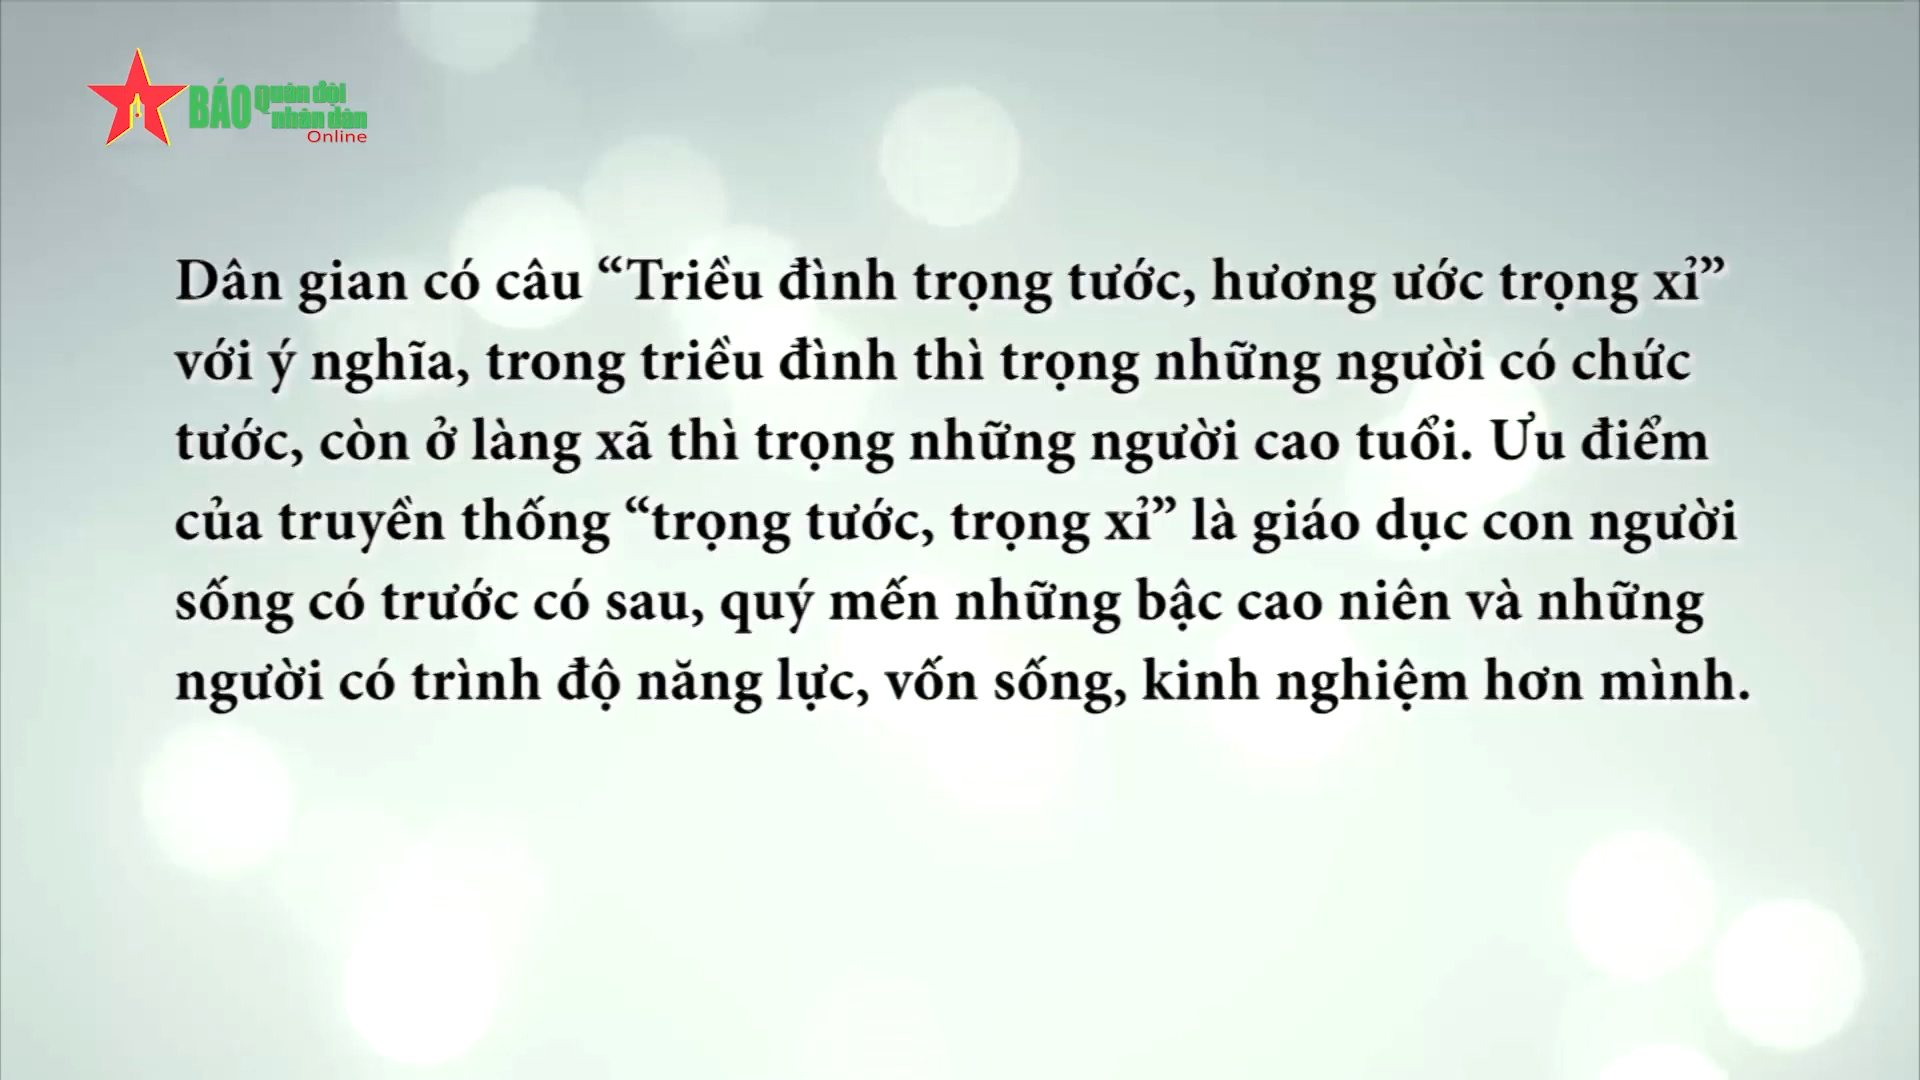 BÁO Quân đội
nhân dân
Online
Dân gian có câu “Triều đình trọng tước, hương ước trọng xỉ”
với ý nghĩa, trong triều đình thì trọng những người có chức
tước, còn ở làng xã thì trọng những người cao tuổi. Ưu điểm
của truyền thống “trọng tước, trọng xỉ” là giáo dục con người
sống có trước có sau, quý mến những bậc cao niên và những
người có trình độ năng lực, vốn sống, kinh nghiệm hơn mình.